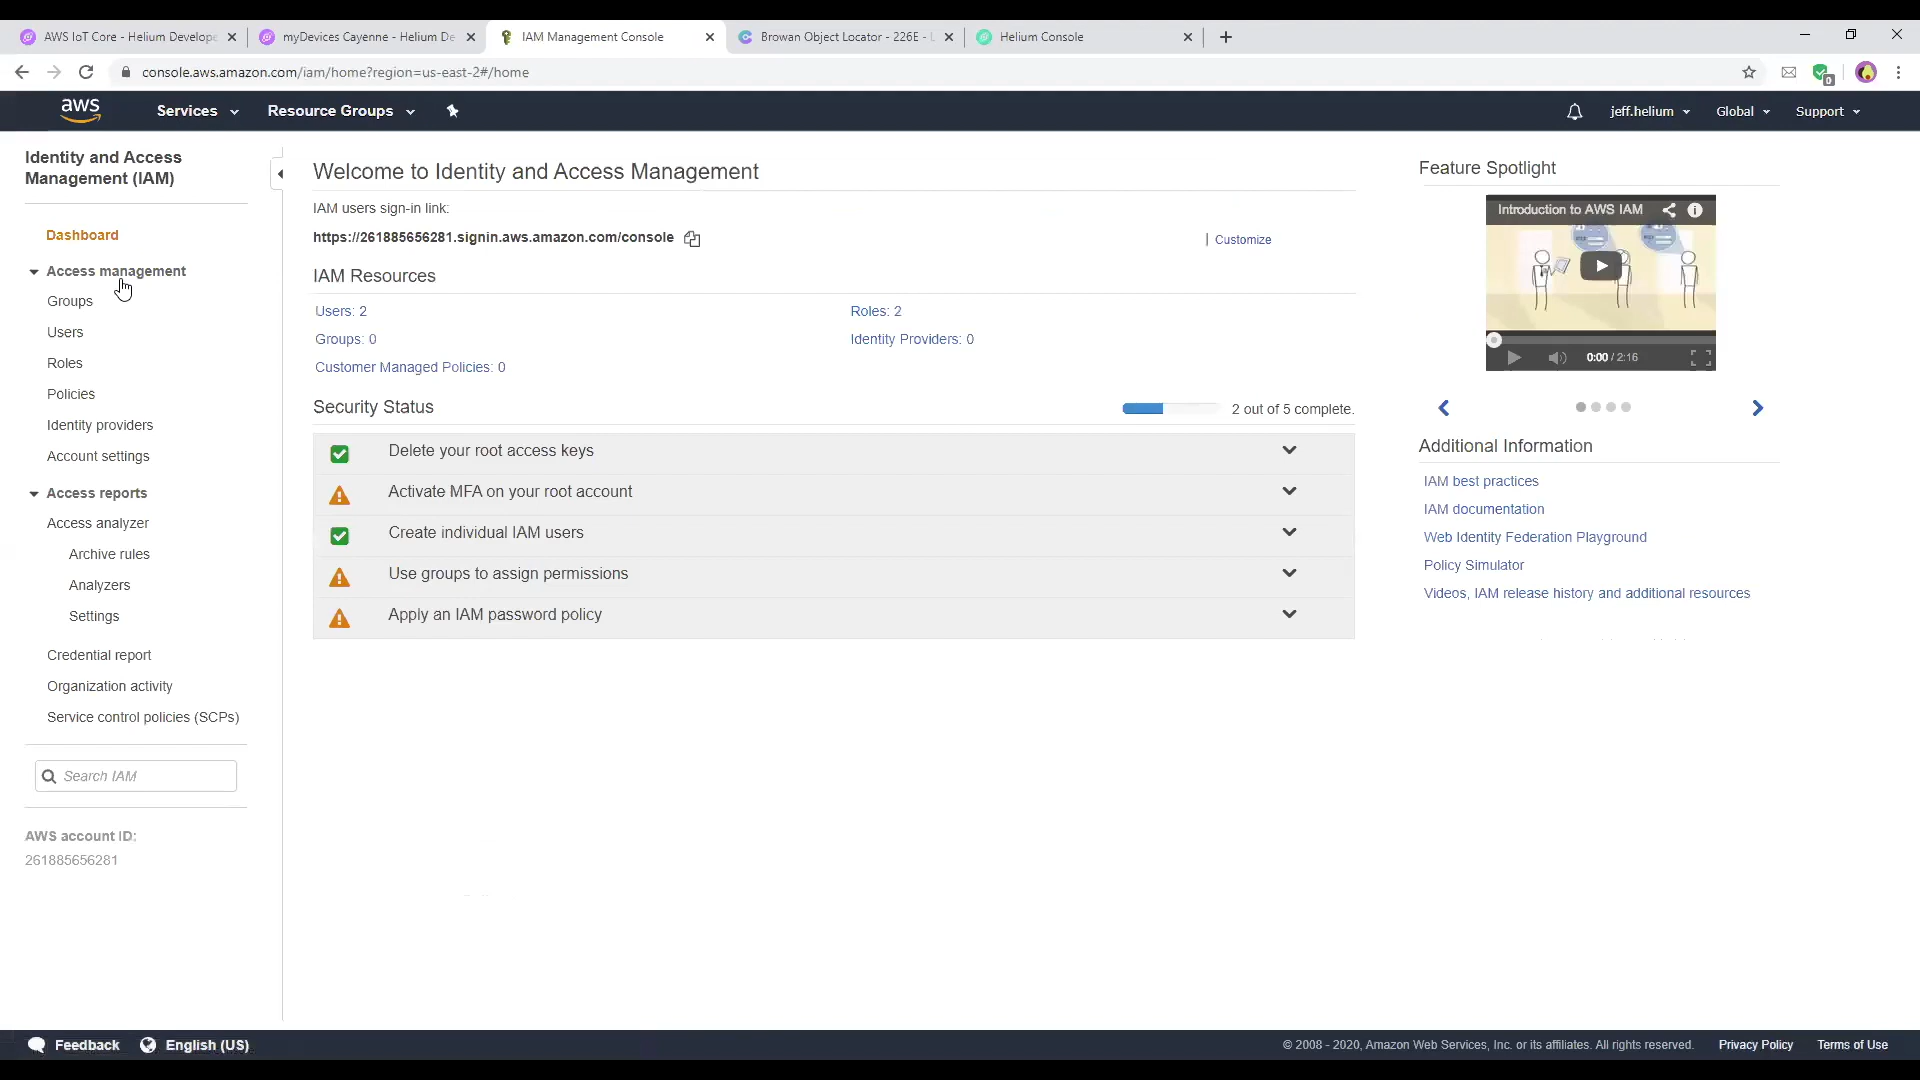 AWS IoT Core - Helium Develope
myDevices Cayenne - Helium De
IAM Management Console
Browan Object Locator - 226E - L
Helium Console
console.aws.amazon.com/iam/home?region=us-east-2#/home
0
aws
Services
Resource Groups
jeff.helium
Global
Support
Identity and Access
Management (IAM)
Dashboard
Access management
Groups
Users
Roles
Policies
Identity providers
Account settings
Access reports
Access analyzer
Archive rules
Analyzers
Settings
Credential report
Organization activity
Service control policies (SCPs)
Search IAM
AWS account ID:
261885656281
Welcome to Identity and Access Management
IAM users sign-in link:
https://261885656281.signin.aws.amazon.com/console
| Customize
IAM Resources
Users: 2
Roles: 2
Groups: 0
Identity Providers: 0
Customer Managed Policies: 0
Security Status
2 out of 5 complete.
Delete your root access keys
Activate MFA on your root account
Create individual IAM users
Use groups to assign permissions
Apply an IAM password policy
Feature Spotlight
Introduction to AWS IAM
0:00 / 2:16
Additional Information
IAM best practices
IAM documentation
Web Identity Federation Playground
Policy Simulator
Videos, IAM release history and additional resources
Feedback
English (US)
© 2008 - 2020, Amazon Web Services, Inc. or its affiliates. All rights reserved.
Privacy Policy
Terms of Use